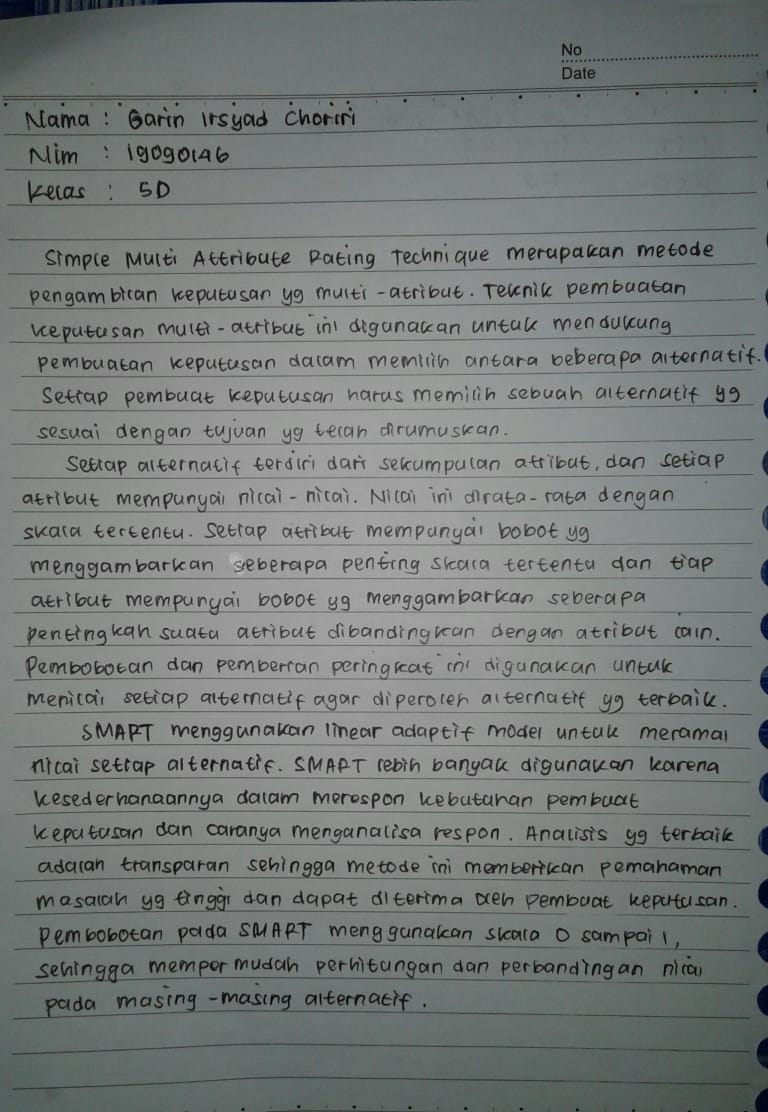 No
Date
Nama : Garin Irsyad Choiriri
Nim : 19090146
Kelas : 5D
Simple Multi Attribute Rating Technique merupakan metode
pengambilan keputusan yg multi-atribut. Teknik pembuatan
keputusan multi-atribut ini digunakan untuk mendukung
pembuatan keputusan dalam memilih antara beberapa alternatif.
Setiap pembuat keputusan harus memilih sebuah alternatif yg
sesuai dengan tujuan yg telah dirumuskan.
Setiap alternatif terdiri dari sekumpulan atribut, dan setiap
atribut mempunyai nilai-nilai. Nilai ini dirata-rata dengan
skala tertentu. Setiap atribut mempunyai bobot yg
menggambarkan seberapa penting skala tertentu dan tiap
atribut mempunyai bobot yg menggambarkan seberapa
pentingkah suatu atribut dibandingkan dengan atribut lain.
Pembobotan dan pemberian peringkat ini digunakan untuk
menilai setiap alternatif agar diperoleh alternatif yg terbaik.
SMART menggunakan linear adaptif model untuk meramal
nilai setiap alternatif. SMART lebih banyak digunakan karena
kesederhanaannya dalam merespon kebutuhan pembuat
keputusan dan caranya menganalisa respon. Analisis yg terbaik
adalah transparan sehingga metode ini memberikan pemahaman
masalah yg tinggi dan dapat diterima oleh pembuat keputusan.
Pembobotan pada SMART menggunakan skala 0 sampai 1,
sehingga mempermudah perhitungan dan perbandingan nilai
pada masing-masing alternatif.